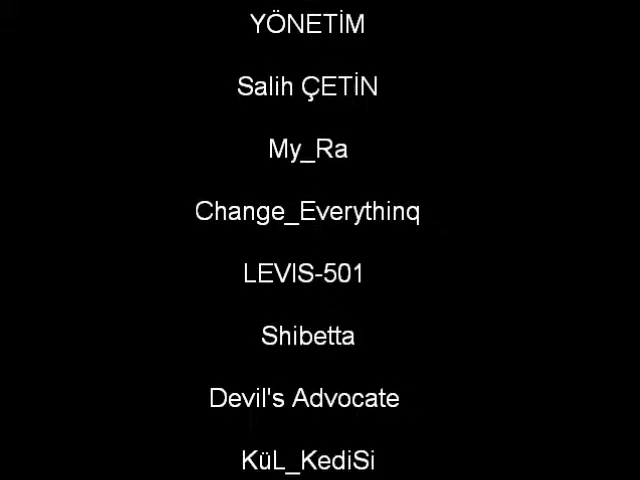 YÖNETİM
Salih ÇETİN
My_Ra
Change_Everythinq
LEVIS-501
Shibetta
Devil's Advocate
KüL_KediSi